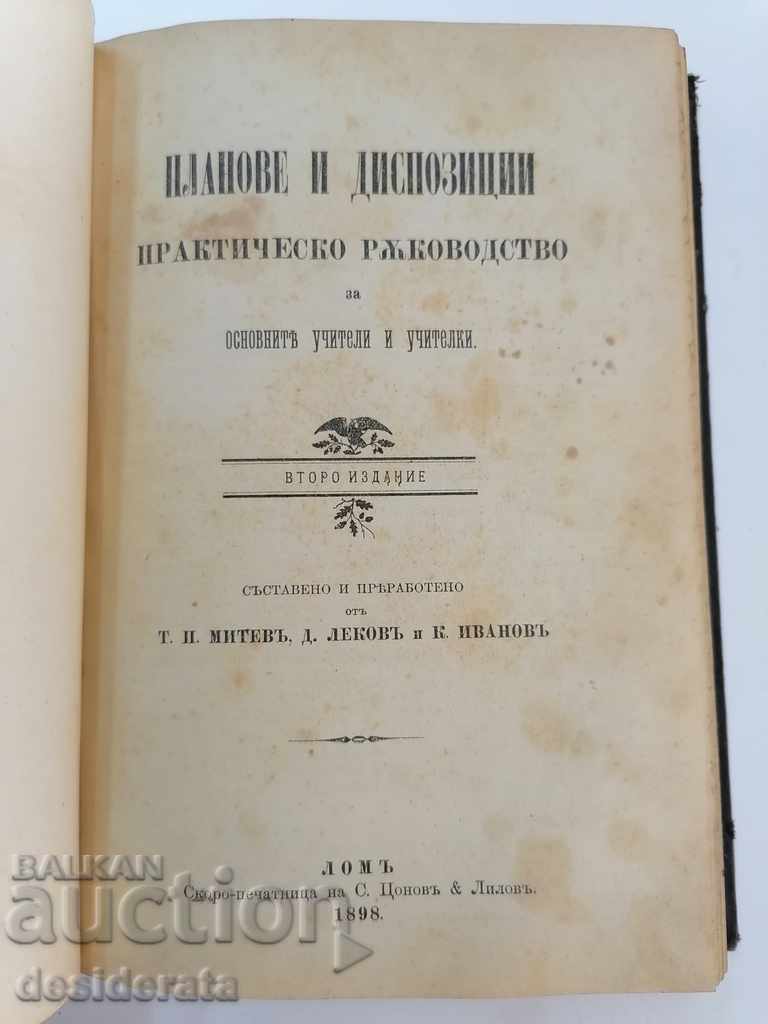 ПЛАНОВЕ И ДИСПОЗИЦИИ
ПРАКТИЧЕСКО РѪКОВОДСТВО
за
ОСНОВНИТѢ УЧИТЕЛИ И УЧИТЕЛКИ.
ВТОРО ИЗДАНИЕ
СЪСТАВЕНО И ПРѢРАБОТЕНО
отъ
Т. П. МИТЕВЪ, Д. ЛЕКОВЪ и К. ИВАНОВЪ
ЛОМЪ
Скоро-печатница на С. Цоновъ & Лиловъ.
1898.
BALKAN
auction
desiderata